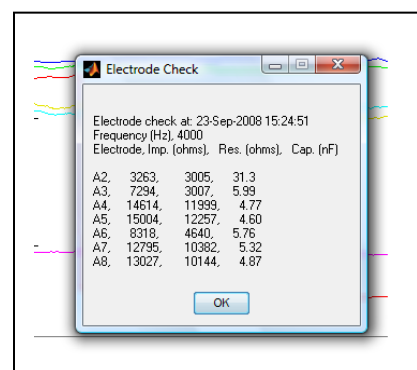 Electrode Check
Electrode check at: 23-Sep-2008 15:24:51
Frequency (Hz), 4000
Electrode, Imp. (ohms), Res. (ohms), Cap. (nF)
A2, 3263, 3005, 31.3
A3, 7294, 3007, 5.99
A4, 14614, 11999, 4.77
A5, 15004, 12257, 4.60
A6, 8318, 4640, 5.76
A7, 12795, 10382, 5.32
A8, 13027, 10144, 4.87
OK